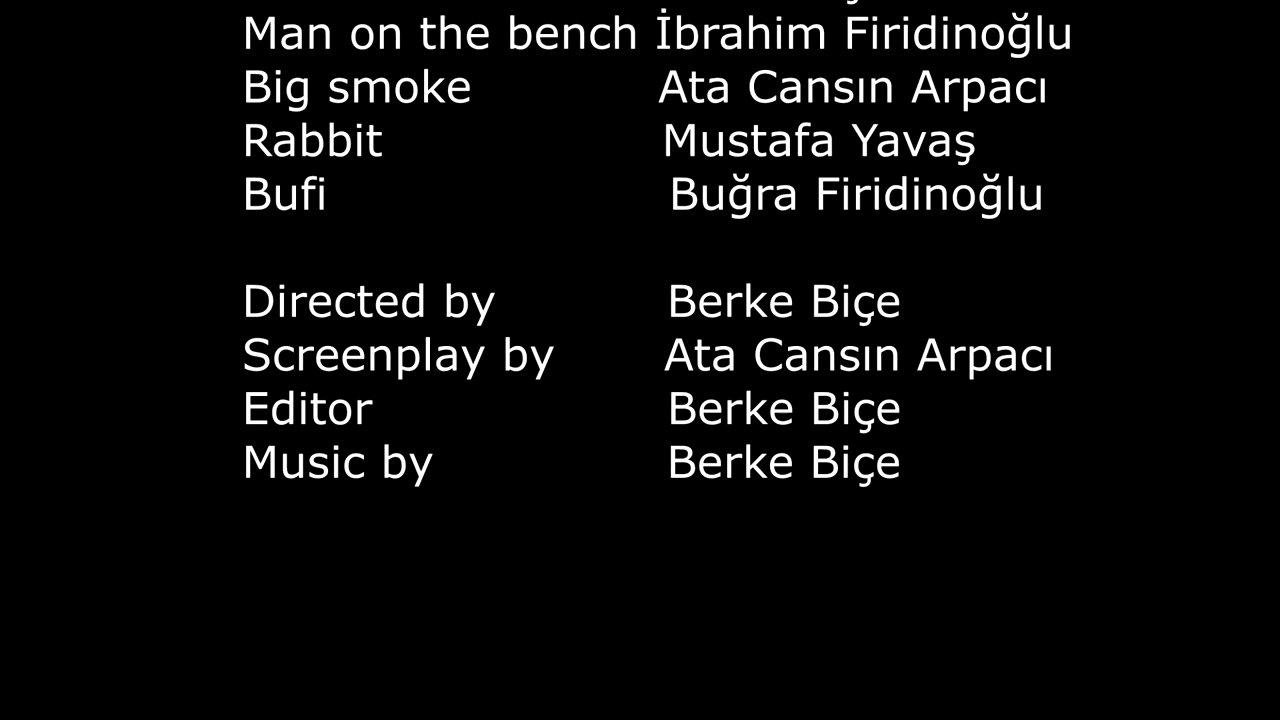 Man on the bench İbrahim Firidinoğlu
Big smoke Ata Cansın Arpacı
Rabbit Mustafa Yavaş
Bufi Buğra Firidinoğlu
Directed by Berke Biçe
Screenplay by Ata Cansın Arpacı
Editor Berke Biçe
Music by Berke Biçe